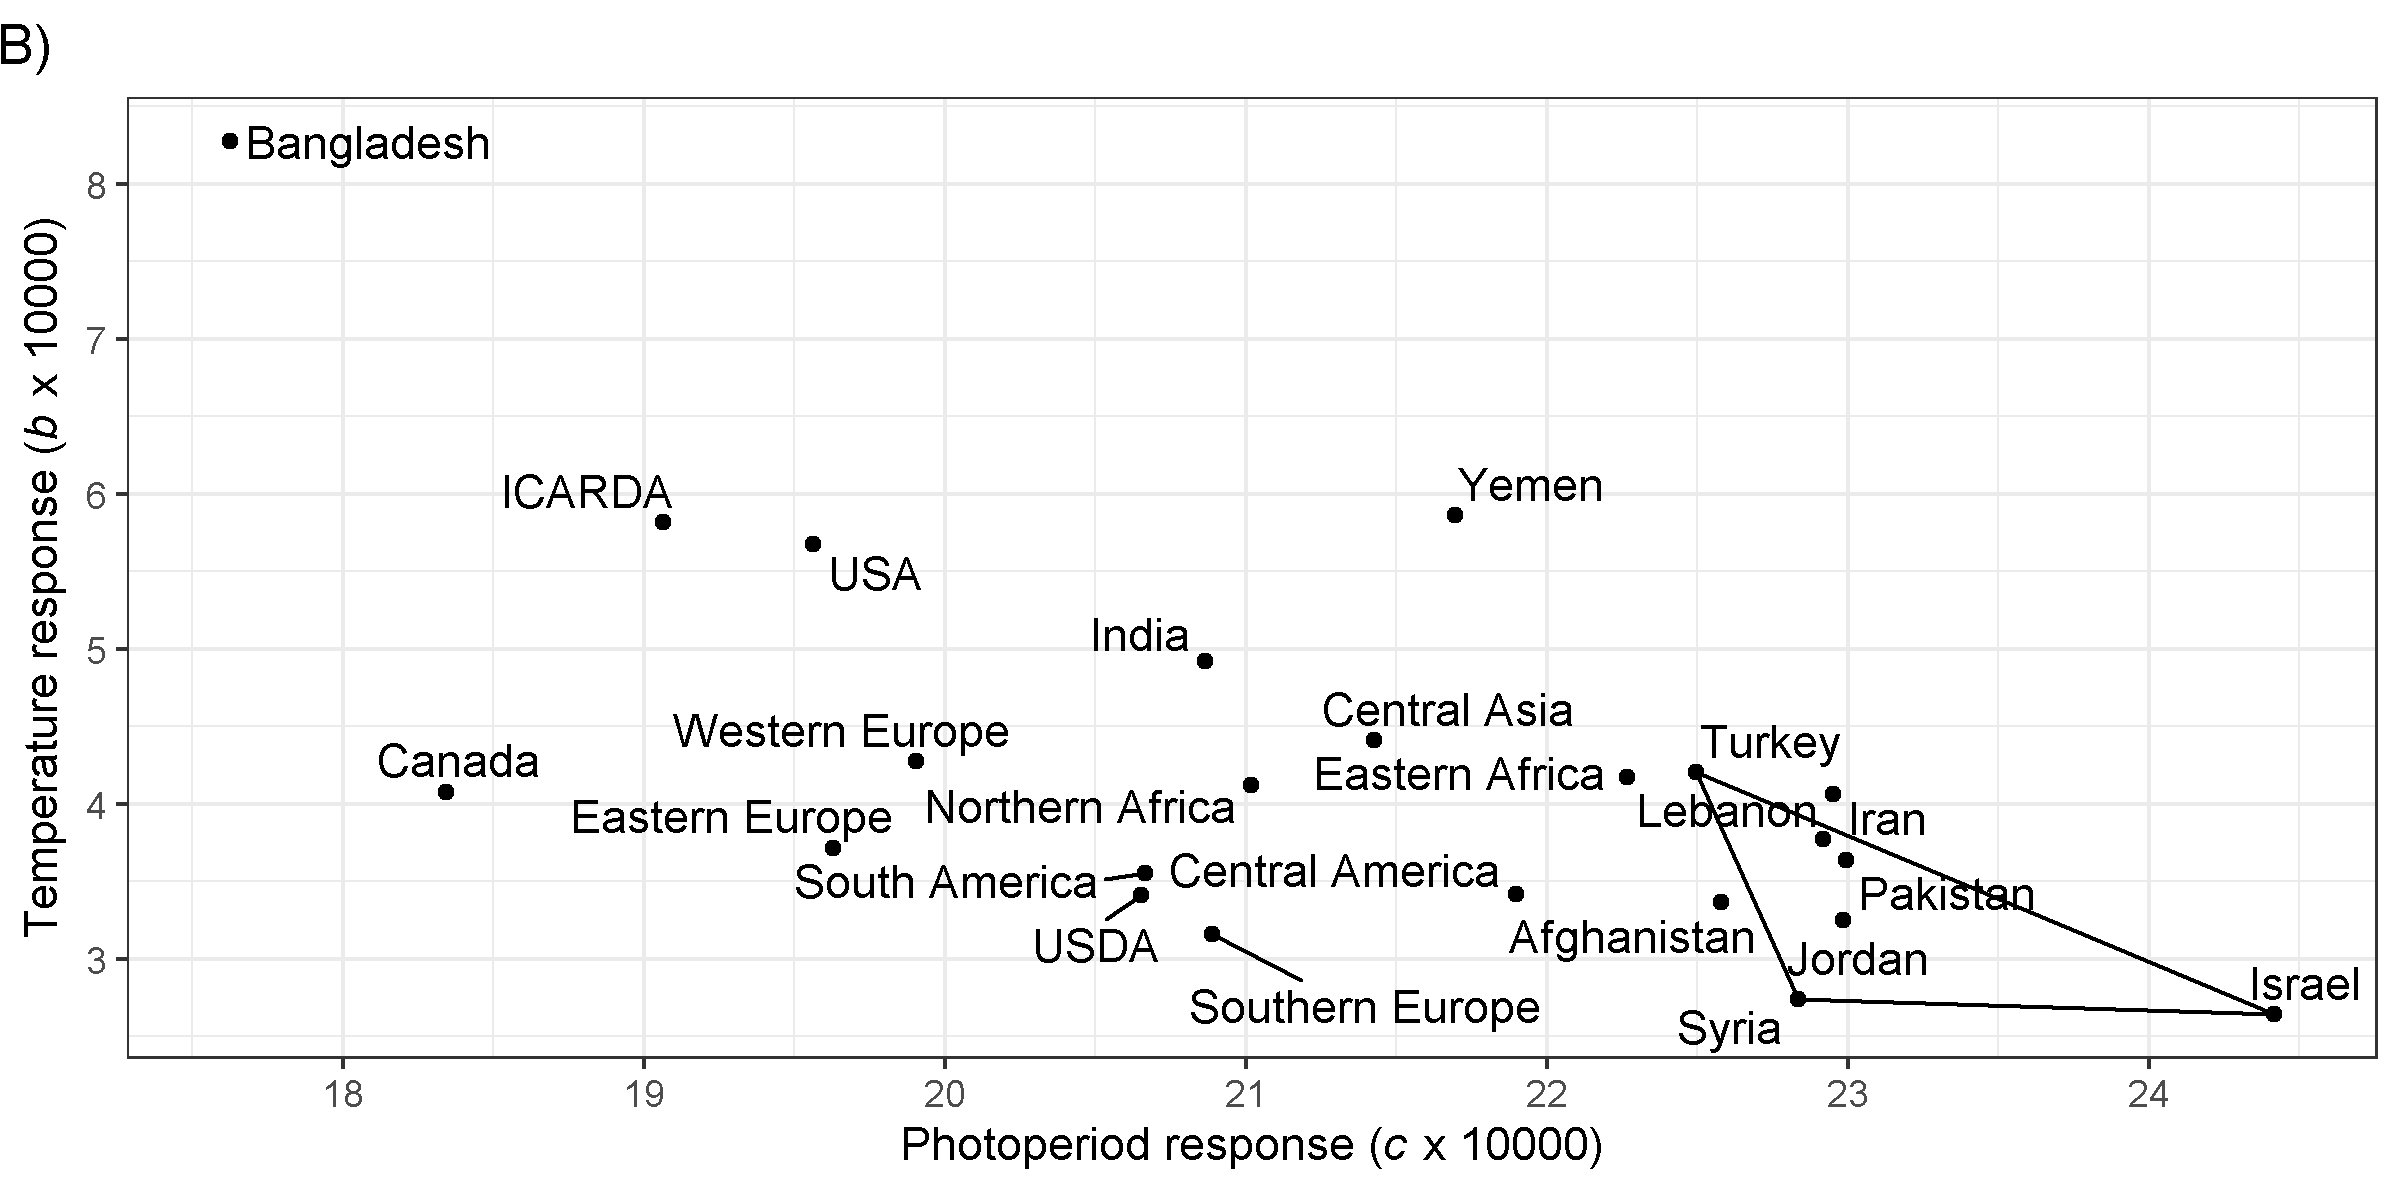 B)
Bangladesh
8
Temperature response (b x 10000)
7
6
ICARDA
Yemen
USA
5
India
Central Asia
Western Europe
Turkey
Canada
Eastern Africa
4
Northern Africa
Lebanon
Eastern Europe
Iran
South America
Central America
Pakistan
Afghanistan
USDA
3
Jordan
Israel
Southern Europe
Syria
18 19 20 21 22 23 24
Photoperiod response (c x 10000)